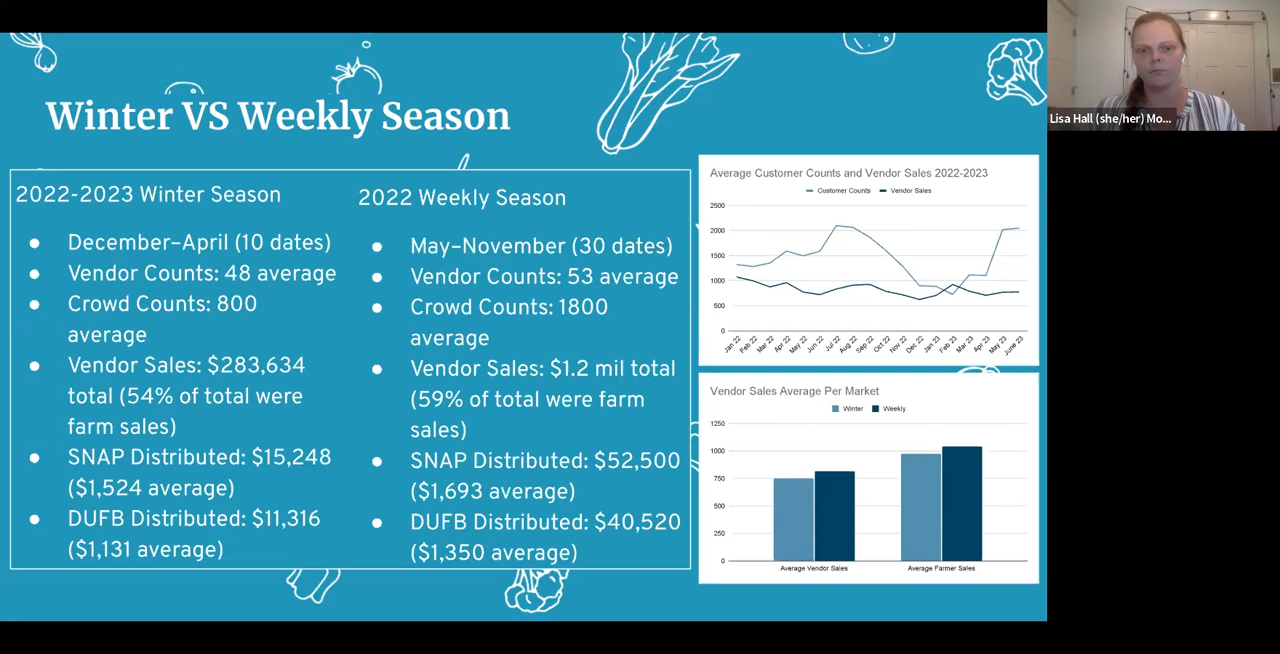 Winter VS Weekly Season
2022-2023 Winter Season
● December–April (10 dates)
● Vendor Counts: 48 average
● Crowd Counts: 800
average
● Vendor Sales: $283,634
total (54% of total were
farm sales)
● SNAP Distributed: $15,248
($1,524 average)
● DUFB Distributed: $11,316
($1,131 average)
2022 Weekly Season
● May–November (30 dates)
● Vendor Counts: 53 average
● Crowd Counts: 1800
average
● Vendor Sales: $1.2 mil total
(59% of total were farm
sales)
● SNAP Distributed: $52,500
($1,693 average)
● DUFB Distributed: $40,520
($1,350 average)
Average Customer Counts and Vendor Sales 2022-2023
Customer Counts Vendor Sales
2500
2000
1500
1000
500
0
Jan 22 Feb 22 Mar 22 Apr 22 May 22 Jun 22 Jul 22 Aug 22 Sep 22 Oct 22 Nov 22 Dec 22 Jan 23 Feb 23 Mar 23 Apr 23 May 23 June 23
Vendor Sales Average Per Market
Winter Weekly
1250
1000
750
500
250
0
Average Vendor Sales Average Farmer Sales
Lisa Hall (she/her) Mo...